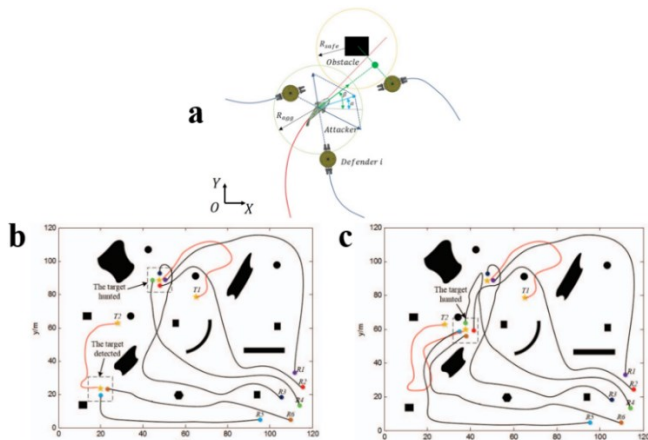 a
R_safe
Obstacle
R_egg
Attacker
Defender i
Y
O
X
b
120
100
80
60
40
20
0
y/m
The target
hunted
T1
T2
The target
detected
R1
R2
R3
R4
R5
R6
0
20
40
60
80
100
120
c
120
100
80
60
40
20
0
y/m
The target
hunted
T1
T2
R1
R2
R3
R4
R5
R6
0
20
40
60
80
100
120